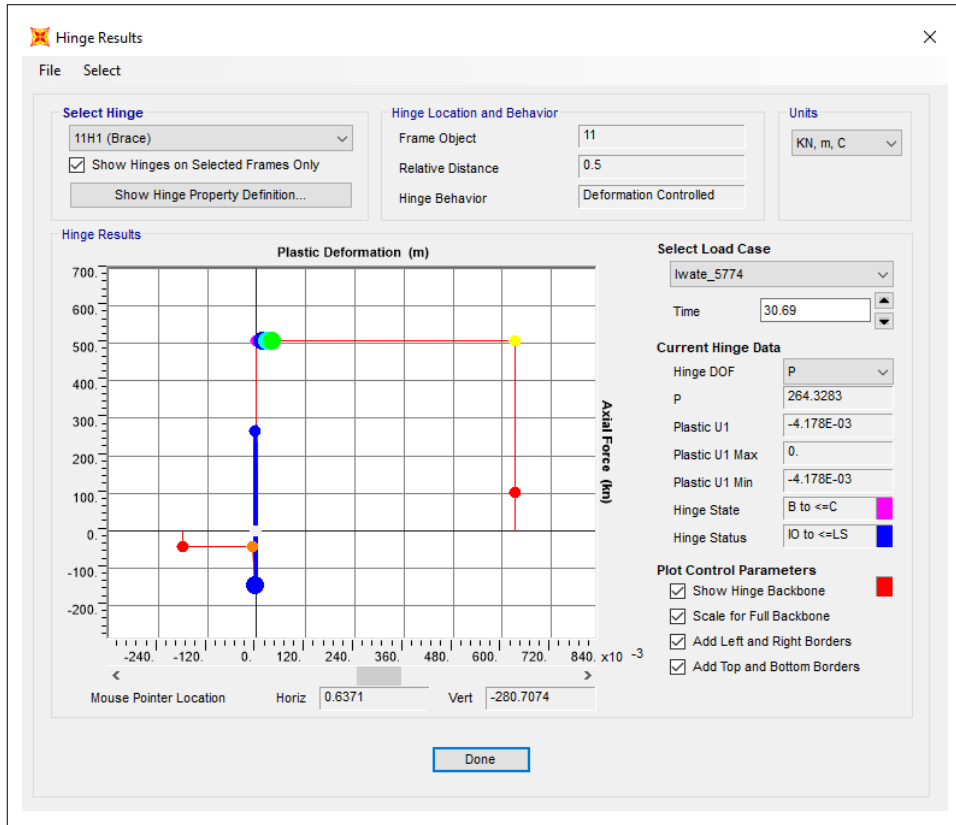 Hinge Results
File Select
Select Hinge
11H1 (Brace)
Show Hinges on Selected Frames Only
Show Hinge Property Definition...
Hinge Location and Behavior
Frame Object 11
Relative Distance 0.5
Hinge Behavior Deformation Controlled
Units
KN, m, C
Hinge Results
Plastic Deformation (m)
700.
600.
500.
400.
300.
200.
100.
0.
-100.
-200.
-240. -120. 0. 120. 240. 360. 480. 600. 720. 840. x10 -3
Axial Force (kn)
Mouse Pointer Location Horiz 0.6371 Vert -280.7074
Select Load Case
Iwate_5774
Time 30.69
Current Hinge Data
Hinge DOF P
P 264.3283
Plastic U1 -4.178E-03
Plastic U1 Max 0.
Plastic U1 Min -4.178E-03
Hinge State B to <=C
Hinge Status IO to <=LS
Plot Control Parameters
Show Hinge Backbone
Scale for Full Backbone
Add Left and Right Borders
Add Top and Bottom Borders
Done